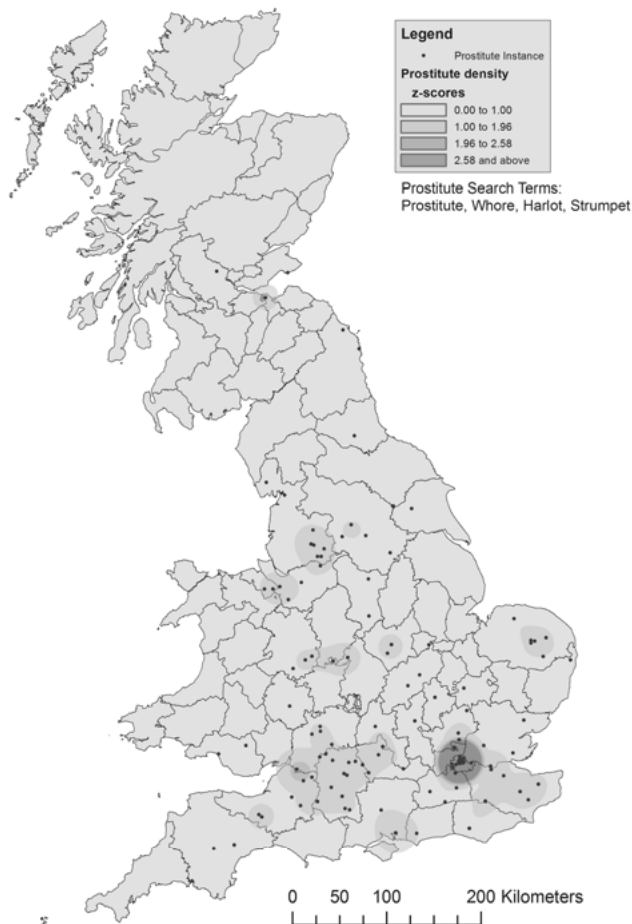 Legend
Prostitute Instance
Prostitute density
z-scores
0.00 to 1.00
1.00 to 1.96
1.96 to 2.58
2.58 and above
Prostitute Search Terms:
Prostitute, Whore, Harlot, Strumpet
0 50 100 200 Kilometers